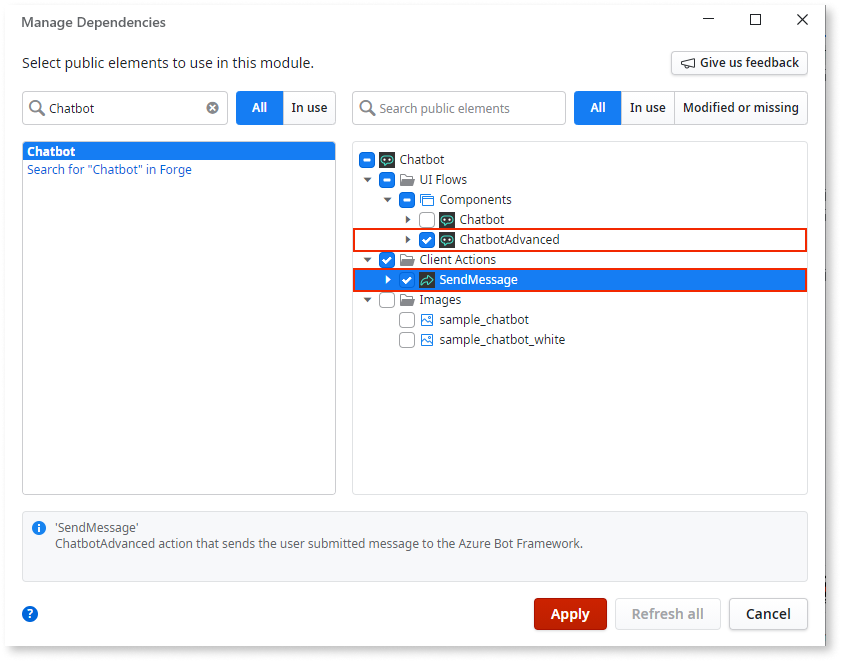 Manage Dependencies
Select public elements to use in this module.
Give us feedback
Chatbot
All
In use
Search public elements
All
In use
Modified or missing
Chatbot
Search for "Chatbot" in Forge
Chatbot
UI Flows
Components
Chatbot
ChatbotAdvanced
Client Actions
SendMessage
Images
sample_chatbot
sample_chatbot_white
'SendMessage'
ChatbotAdvanced action that sends the user submitted message to the Azure Bot Framework.
?
Apply
Refresh all
Cancel